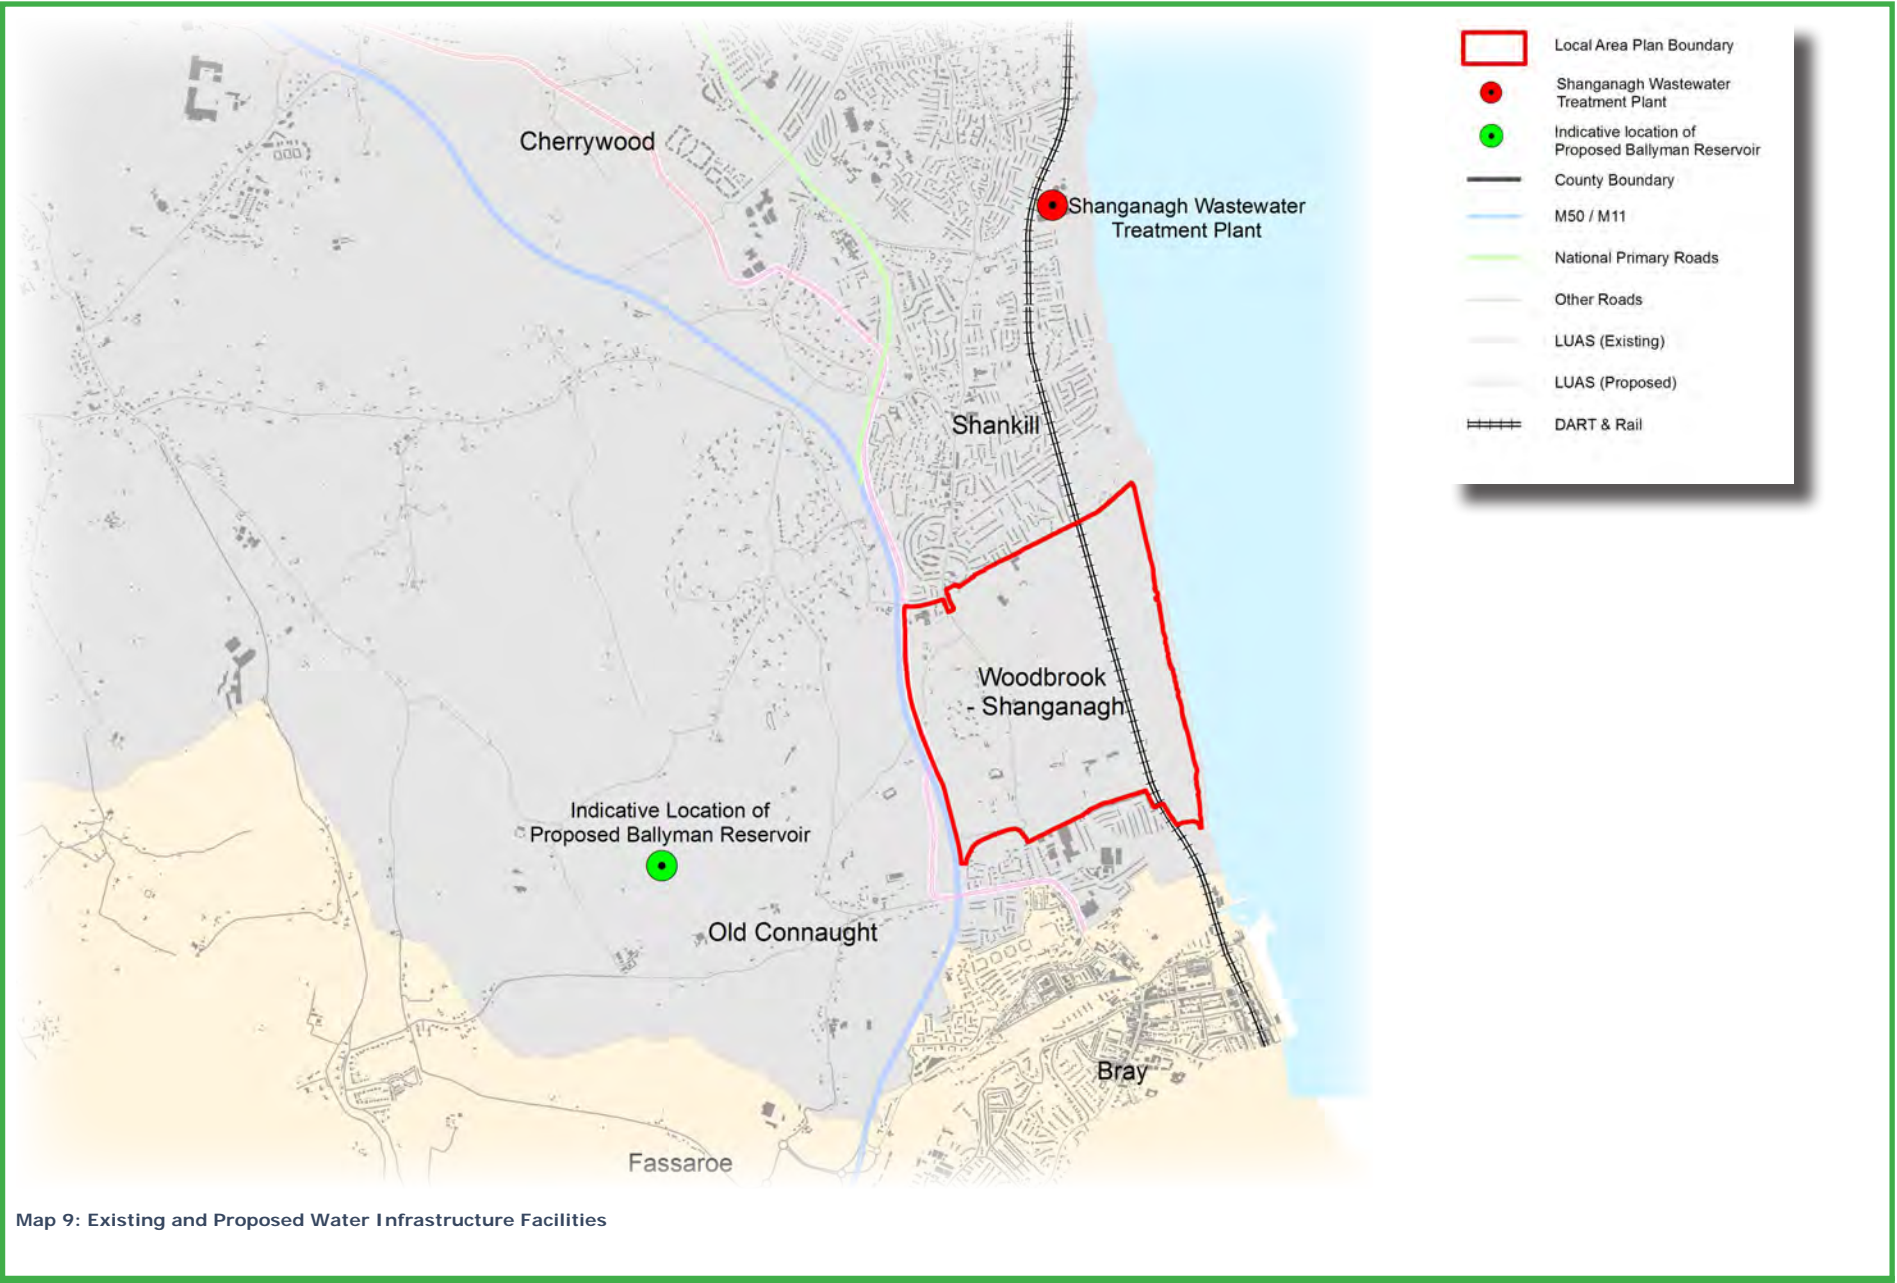 Cherrywood
Shanganagh Wastewater
Treatment Plant
Shankill
Woodbrook
- Shanganagh
Indicative Location of
Proposed Ballyman Reservoir
Old Connaught
Bray
Fassaroe
Local Area Plan Boundary
Shanganagh Wastewater
Treatment Plant
Indicative location of
Proposed Ballyman Reservoir
County Boundary
M50 / M11
National Primary Roads
Other Roads
LUAS (Existing)
LUAS (Proposed)
DART & Rail
Map 9: Existing and Proposed Water Infrastructure Facilities